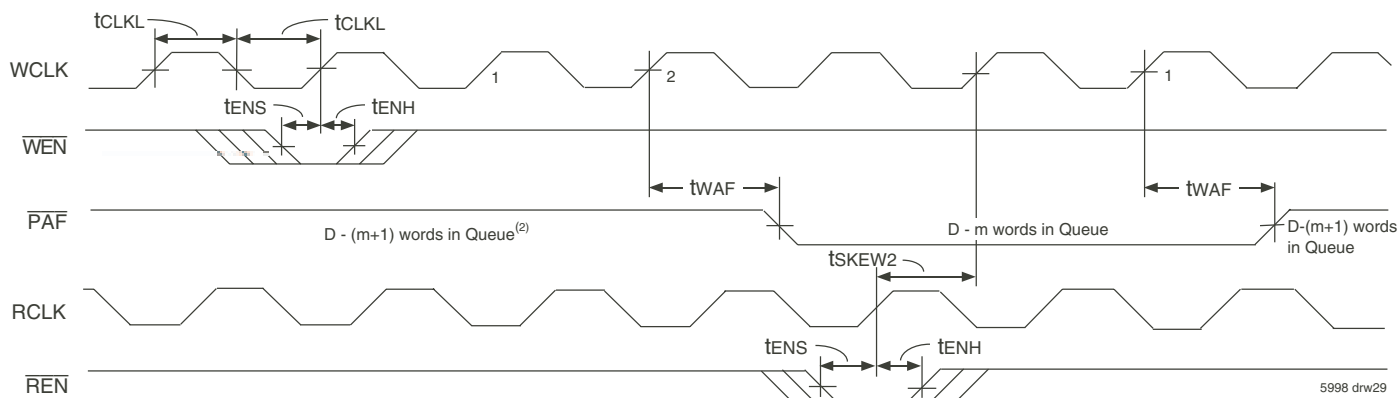 tCLKL tCLKL
WCLK 1 2 1
tENS tENH
WEN
tWAF tWAF
PAF
D - (m+1) words in Queue(2) D - m words in Queue D-(m+1) words
in Queue
tSKEW2
RCLK
tENS tENH
REN
5998 drw29